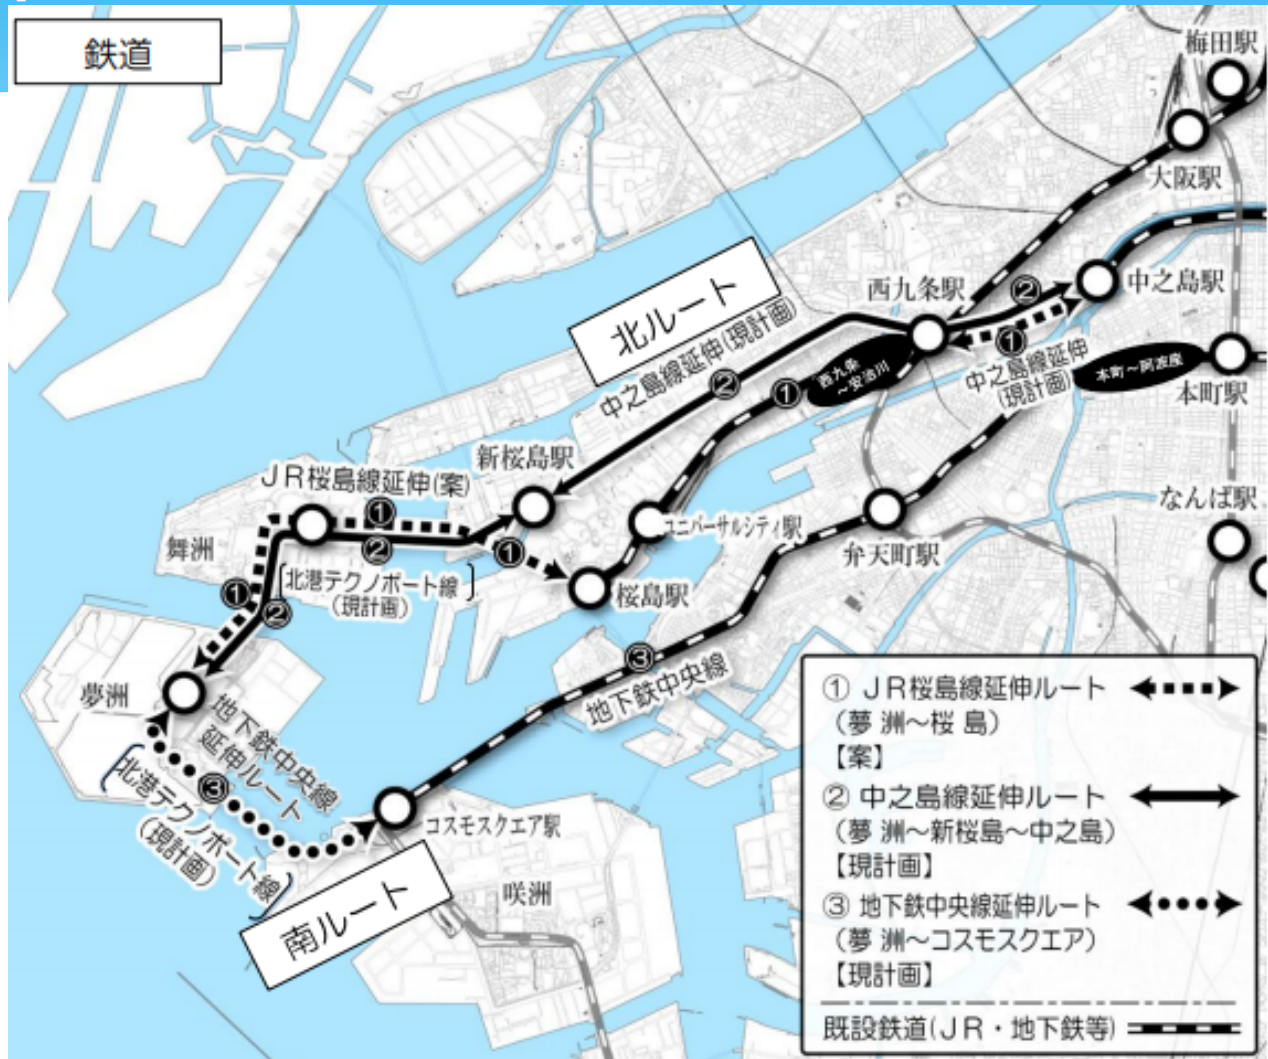 鉄道
梅田駅
大阪駅
中之島駅
西九条駅
北ルート
中之島線延伸(現計画)
②
①
中之島線延伸
(現計画)
西九条
～安治川
本町～阿波座
本町駅
②
①
新桜島駅
JR桜島線延伸(案)
①
②
①
舞洲
北港テクノポート線
(現計画)
ユニバーサルシティ駅
桜島駅
弁天町駅
なんば駅
①
②
夢洲
地下鉄中央線
延伸ルート
③
北港テクノポート線
(現計画)
③
地下鉄中央線
コスモスクエア駅
南ルート
咲洲
① JR桜島線延伸ルート
(夢 洲～桜 島)
【案】
② 中之島線延伸ルート
(夢 洲～新桜島～中之島)
【現計画】
③ 地下鉄中央線延伸ルート
(夢 洲～コスモスクエア)
【現計画】
既設鉄道(JR・地下鉄等)